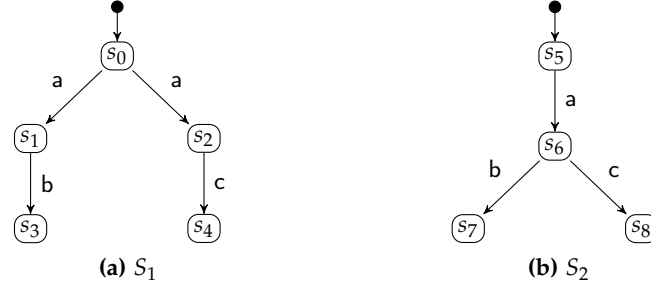 s0 s5
a a a
s1 s2 s6
b c b c
s3 s4 s7 s8
(a) S1 (b) S2